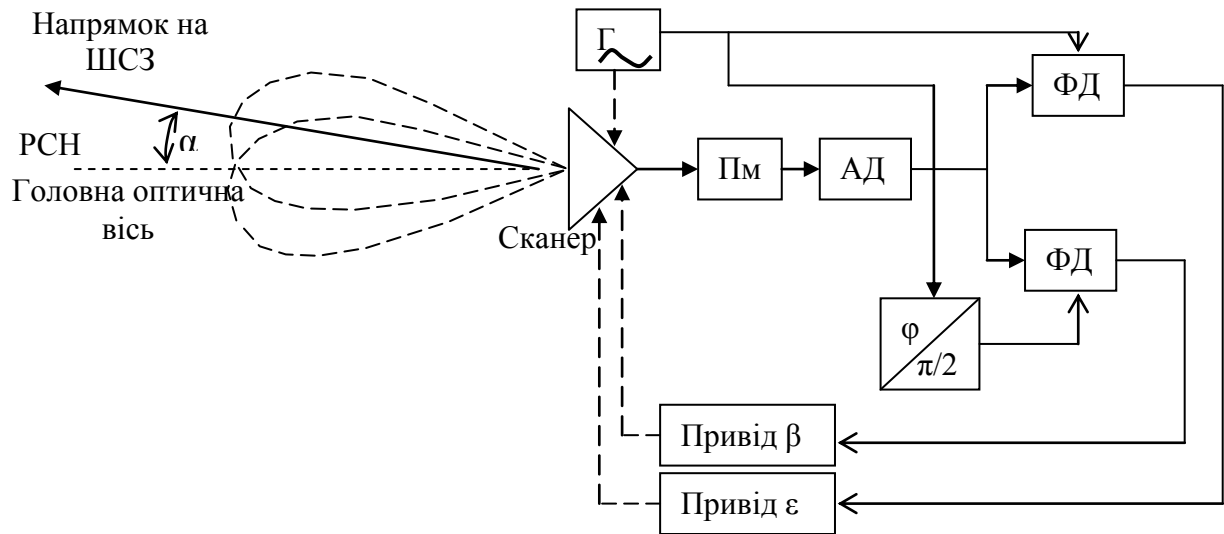 Напрямок на
ШСЗ
α
РСН
Головна оптична
вісь
Сканер
Г
Пм
АД
ФД
ФД
φ
π/2
Привід β
Привід ε